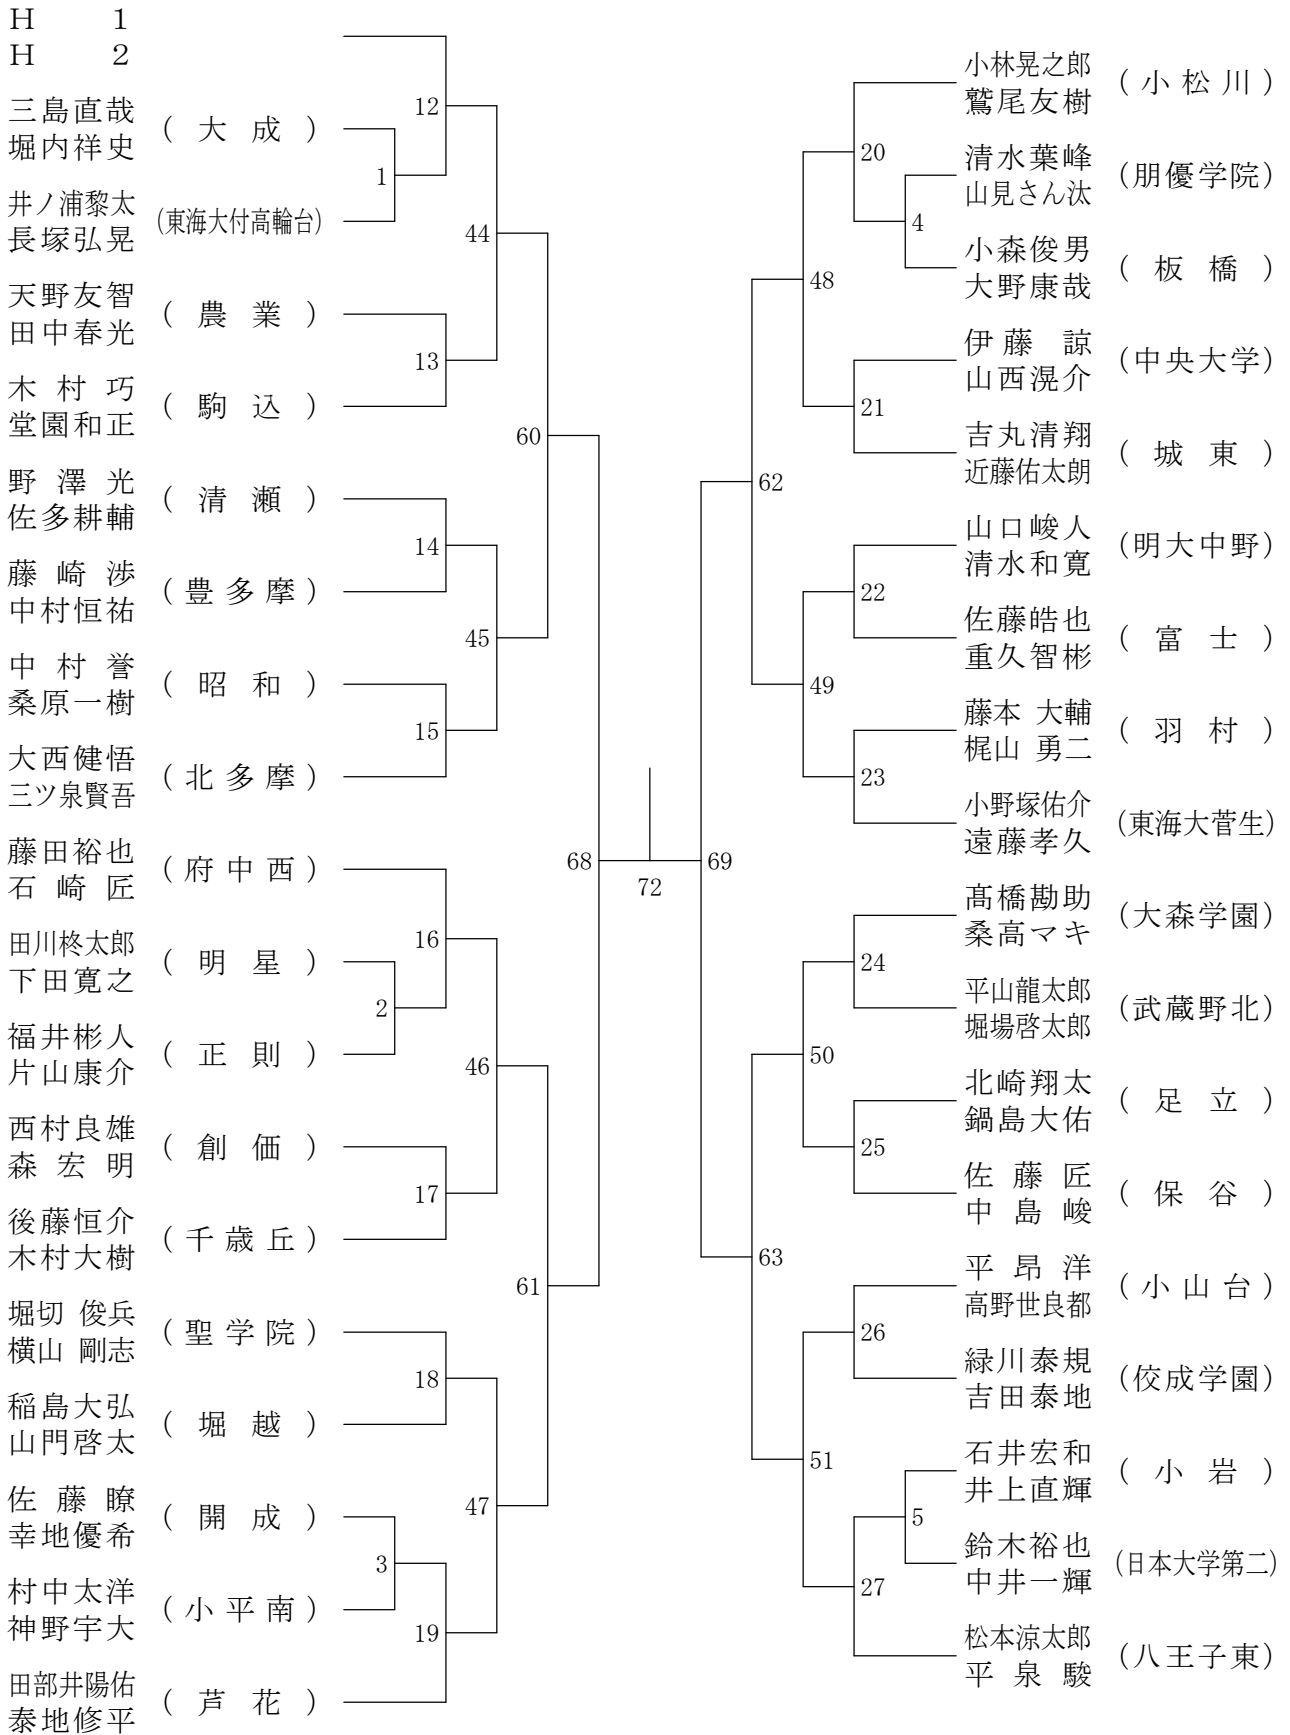 H 1
H 2
三島直哉
堀内祥史
(大成)
井ノ浦黎太
長塚弘晃
(東海大付高輪台)
天野友智
田中春光
(農業)
木村巧
堂園和正
(駒込)
野澤光
佐多耕輔
(清瀬)
藤崎渉
中村恒祐
(豊多摩)
中村誉
桑原一樹
(昭和)
大西健悟
三ツ泉賢吾
(北多摩)
藤田裕也
石崎匠
(府中西)
田川柊太郎
下田寛之
(明星)
福井彬人
片山康介
(正則)
西村良雄
森宏明
(創価)
後藤恒介
木村大樹
(千歳丘)
堀切 俊兵
横山 剛志
(聖学院)
稲島大弘
山門啓太
(堀越)
佐藤瞭
幸地優希
(開成)
村中太洋
神野宇大
(小平南)
田部井陽佑
泰地修平
(芦花)
12
1
44
13
60
14
45
15
68
16
2
46
17
61
18
47
3
19
72
69
20
4
48
21
62
22
49
23
24
50
25
63
26
51
5
27
小林晃之郎
鷲尾友樹
(小松川)
清水葉峰
山見さん汰
(朋優学院)
小森俊男
大野康哉
(板橋)
伊藤諒
山西滉介
(中央大学)
吉丸清翔
近藤佑太朗
(城東)
山口峻人
清水和寛
(明大中野)
佐藤皓也
重久智彬
(富士)
藤本 大輔
梶山 勇二
(羽村)
小野塚佑介
遠藤孝久
(東海大菅生)
髙橋勘助
桑高マキ
(大森学園)
平山龍太郎
堀場啓太郎
(武蔵野北)
北崎翔太
鍋島大佑
(足立)
佐藤匠
中島峻
(保谷)
平昂洋
高野世良都
(小山台)
緑川泰規
吉田泰地
(佼成学園)
石井宏和
井上直輝
(小岩)
鈴木裕也
中井一輝
(日本大学第二)
松本涼太郎
平泉駿
(八王子東)